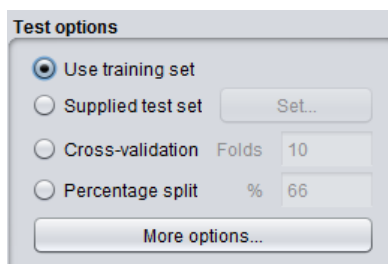 Test options
Use training set
Supplied test set Set...
Cross-validation Folds 10
Percentage split % 66
More options...